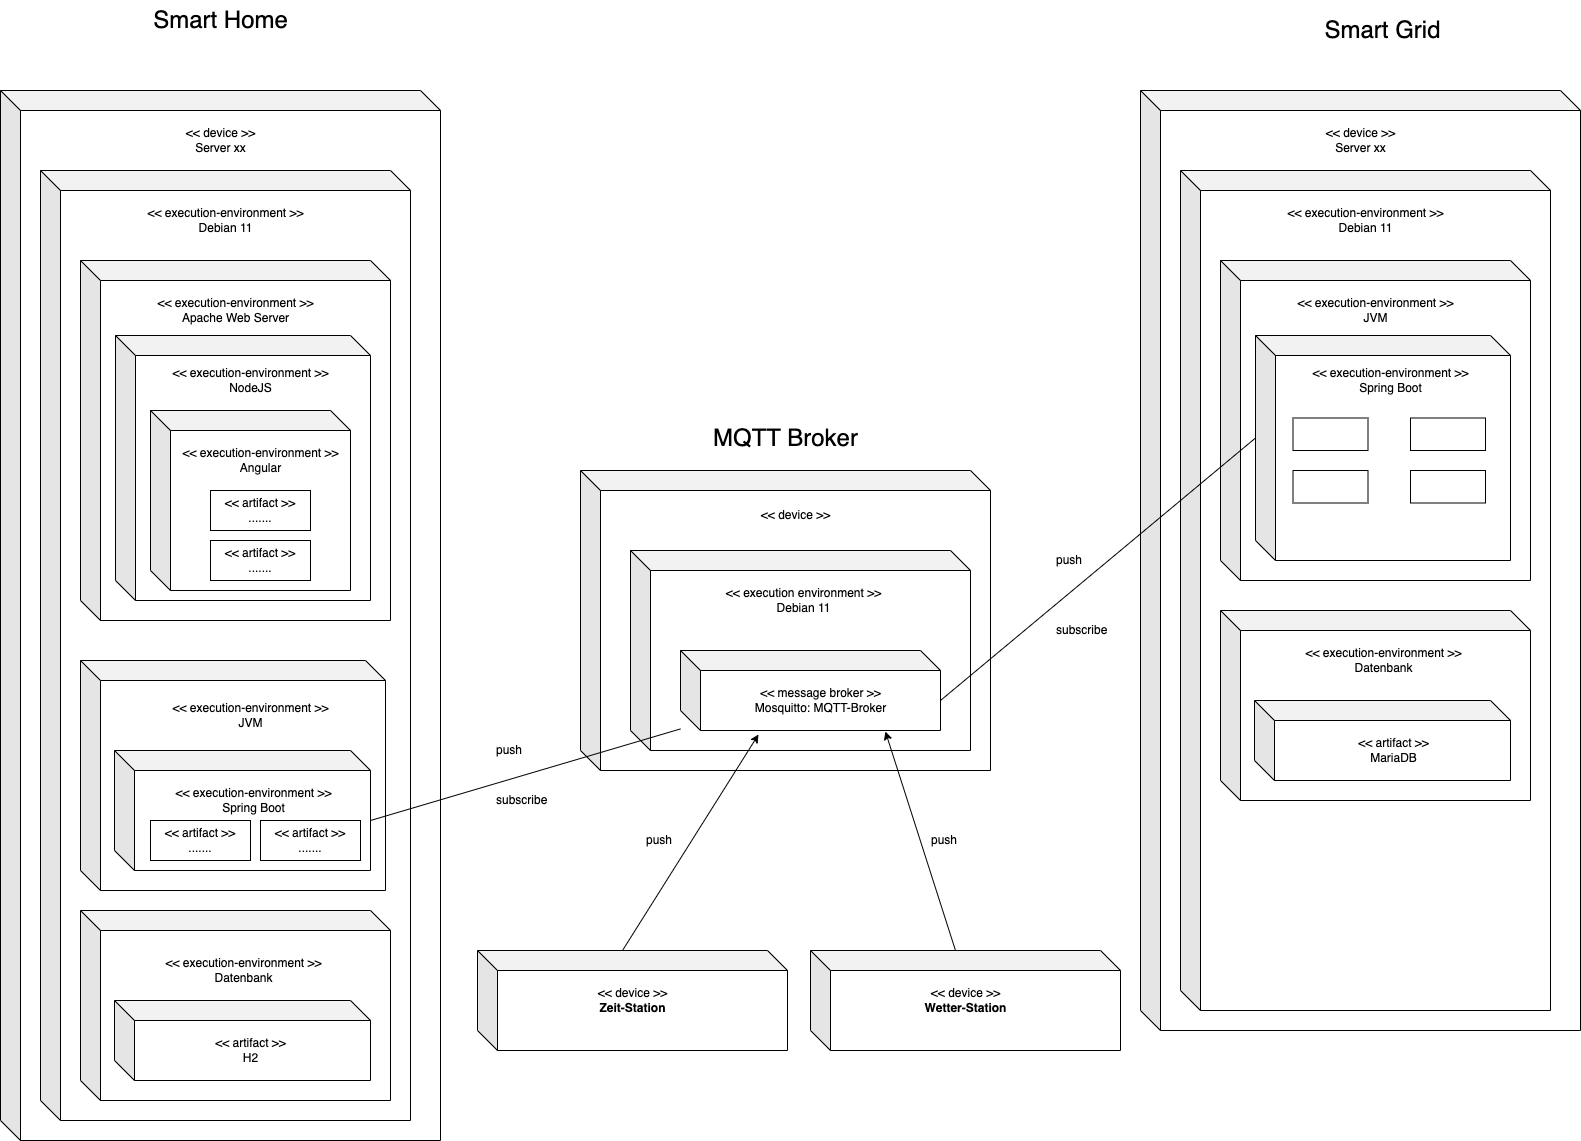 Smart Home
<< device >>
Server xx
<< execution-environment >>
Debian 11
<< execution-environment >>
Apache Web Server
<< execution-environment >>
NodeJS
<< execution-environment >>
Angular
<< artifact >>
.......
<< artifact >>
.......
<< execution-environment >>
JVM
<< execution-environment >>
Spring Boot
<< artifact >>
.......
<< artifact >>
.......
<< execution-environment >>
Datenbank
<< artifact >>
H2
MQTT Broker
<< device >>
<< execution environment >>
Debian 11
<< message broker >>
Mosquitto: MQTT-Broker
push
subscribe
push
push
push
subscribe
<< device >>
Zeit-Station
<< device >>
Wetter-Station
Smart Grid
<< device >>
Server xx
<< execution-environment >>
Debian 11
<< execution-environment >>
JVM
<< execution-environment >>
Spring Boot
<< execution-environment >>
Datenbank
<< artifact >>
MariaDB